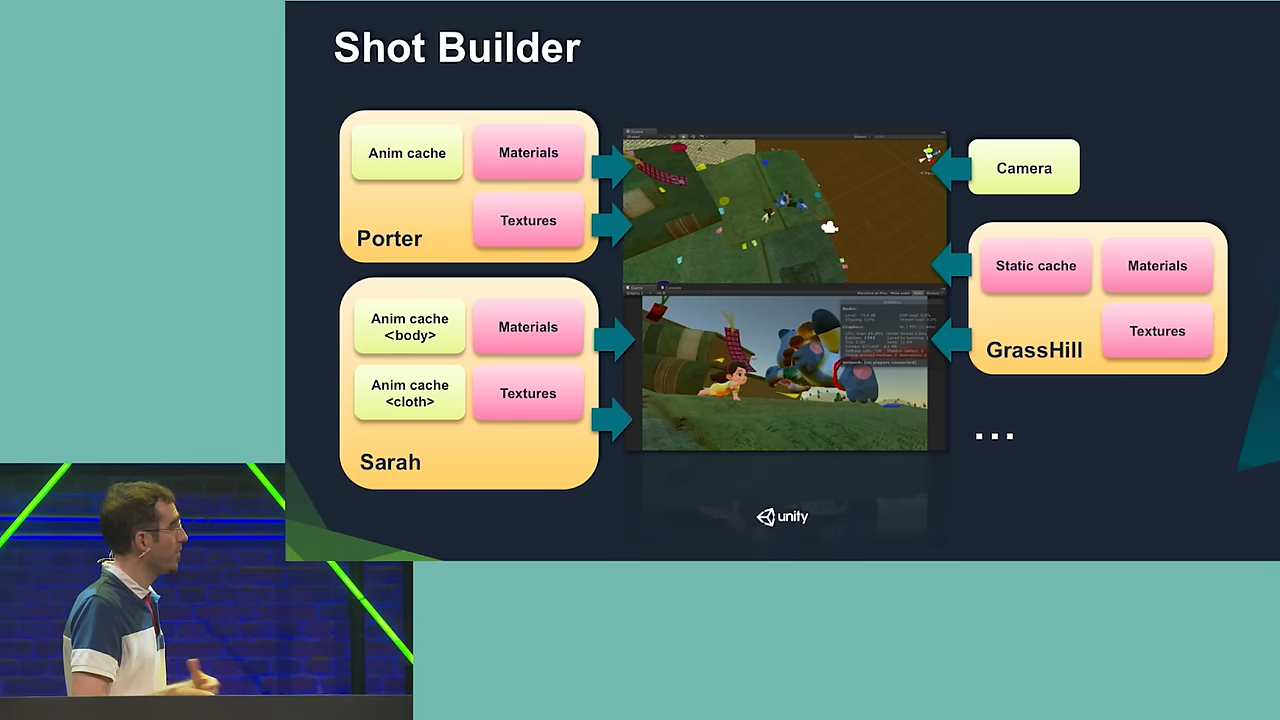 Shot Builder
Anim cache
Materials
Textures
Porter
Anim cache
<body>
Materials
Anim cache
<cloth>
Textures
Sarah
Camera
Static cache
Materials
Textures
GrassHill
...
unity